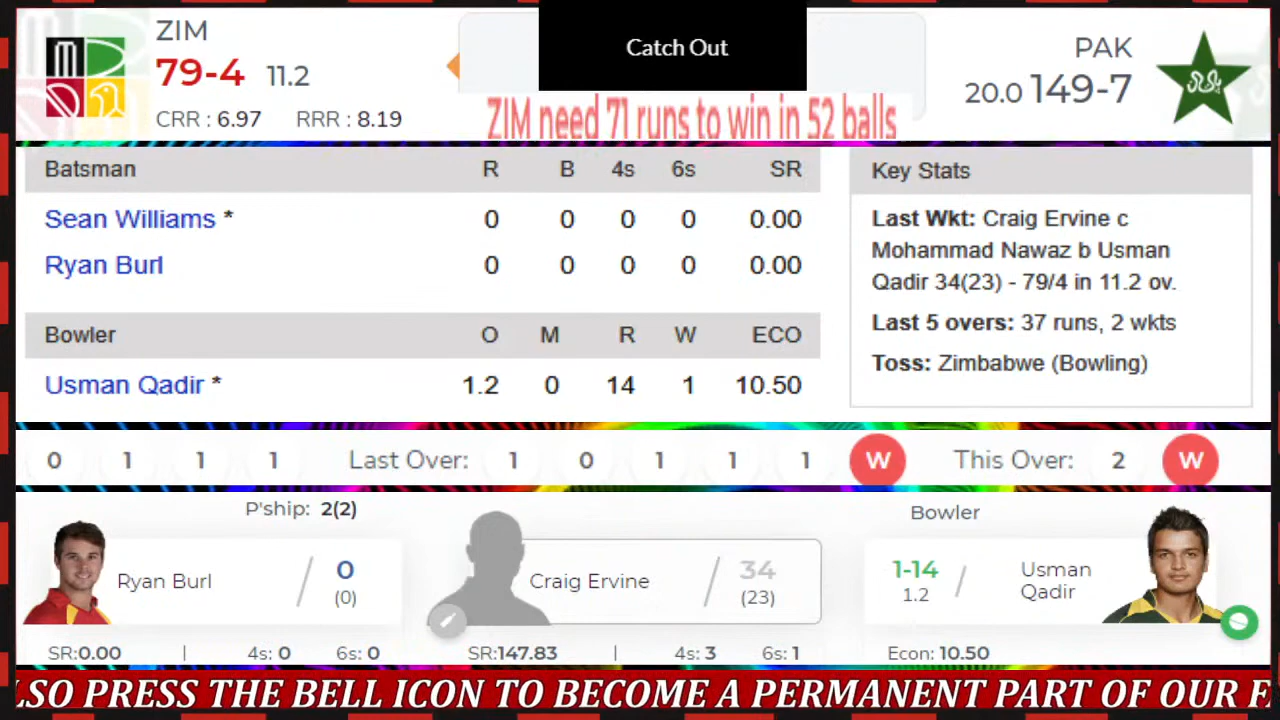 ZIM
79-4 11.2
CRR : 6.97 RRR : 8.19
Catch Out
ZIM need 71 runs to win in 52 balls
PAK
20.0 149-7
Batsman R B 4s 6s SR
Sean Williams * 0 0 0 0 0.00
Ryan Burl 0 0 0 0 0.00
Bowler O M R W ECO
Usman Qadir * 1.2 0 14 1 10.50
Key Stats
Last Wkt: Craig Ervine c
Mohammad Nawaz b Usman
Qadir 34(23) - 79/4 in 11.2 ov.
Last 5 overs: 37 runs, 2 wkts
Toss: Zimbabwe (Bowling)
0 1 1 1 Last Over: 1 0 1 1 1 W This Over: 2 W
P'ship: 2(2)
Ryan Burl / 0
(0)
SR:0.00 | 4s: 0 6s: 0
Craig Ervine / 34
(23)
SR:147.83 | 4s: 3 6s: 1
Bowler
1-14
1.2 / Usman
Qadir
Econ: 10.50
LSO PRESS THE BELL ICON TO BECOME A PERMANENT PART OF OUR F